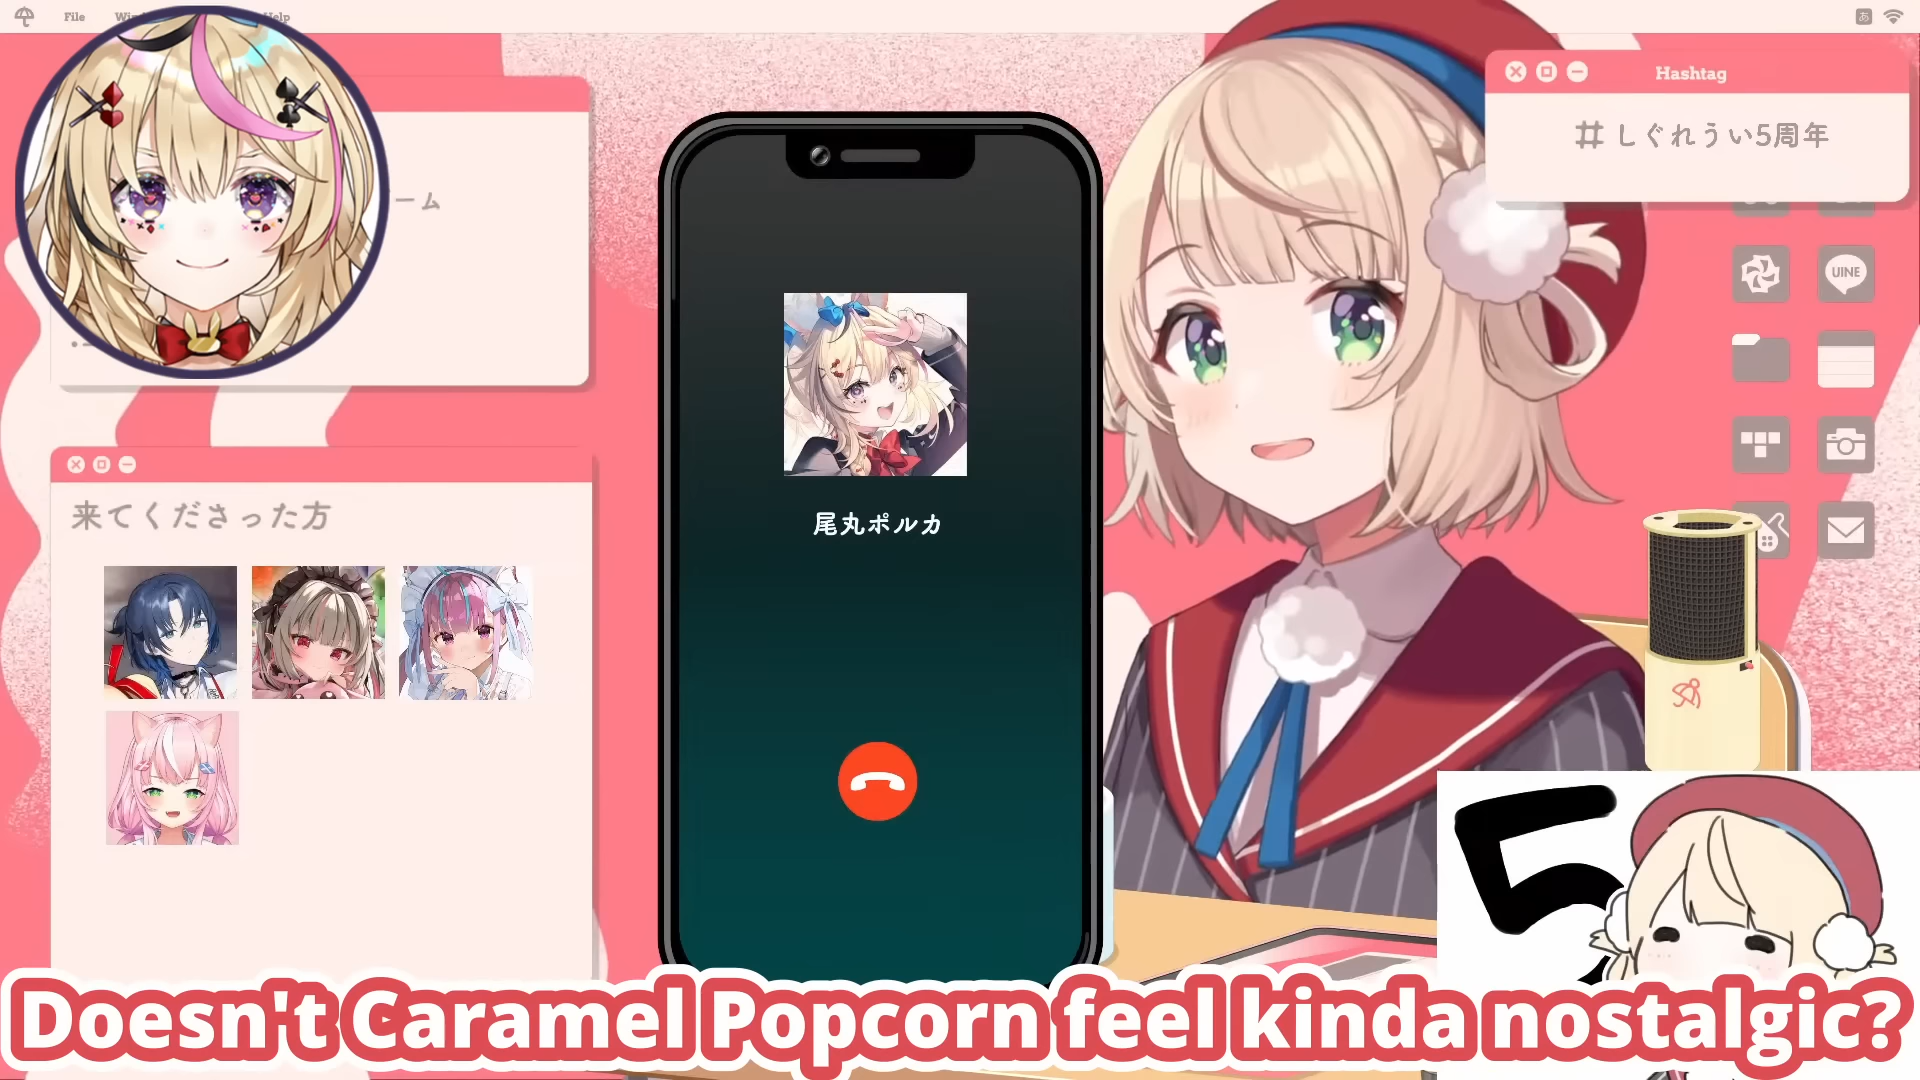 File Help
Hashtag
#しぐれうい5周年
ーム
UINE
尾丸ポルカ
来てくださった方
5
Doesn't Caramel Popcorn feel kinda nostalgic?